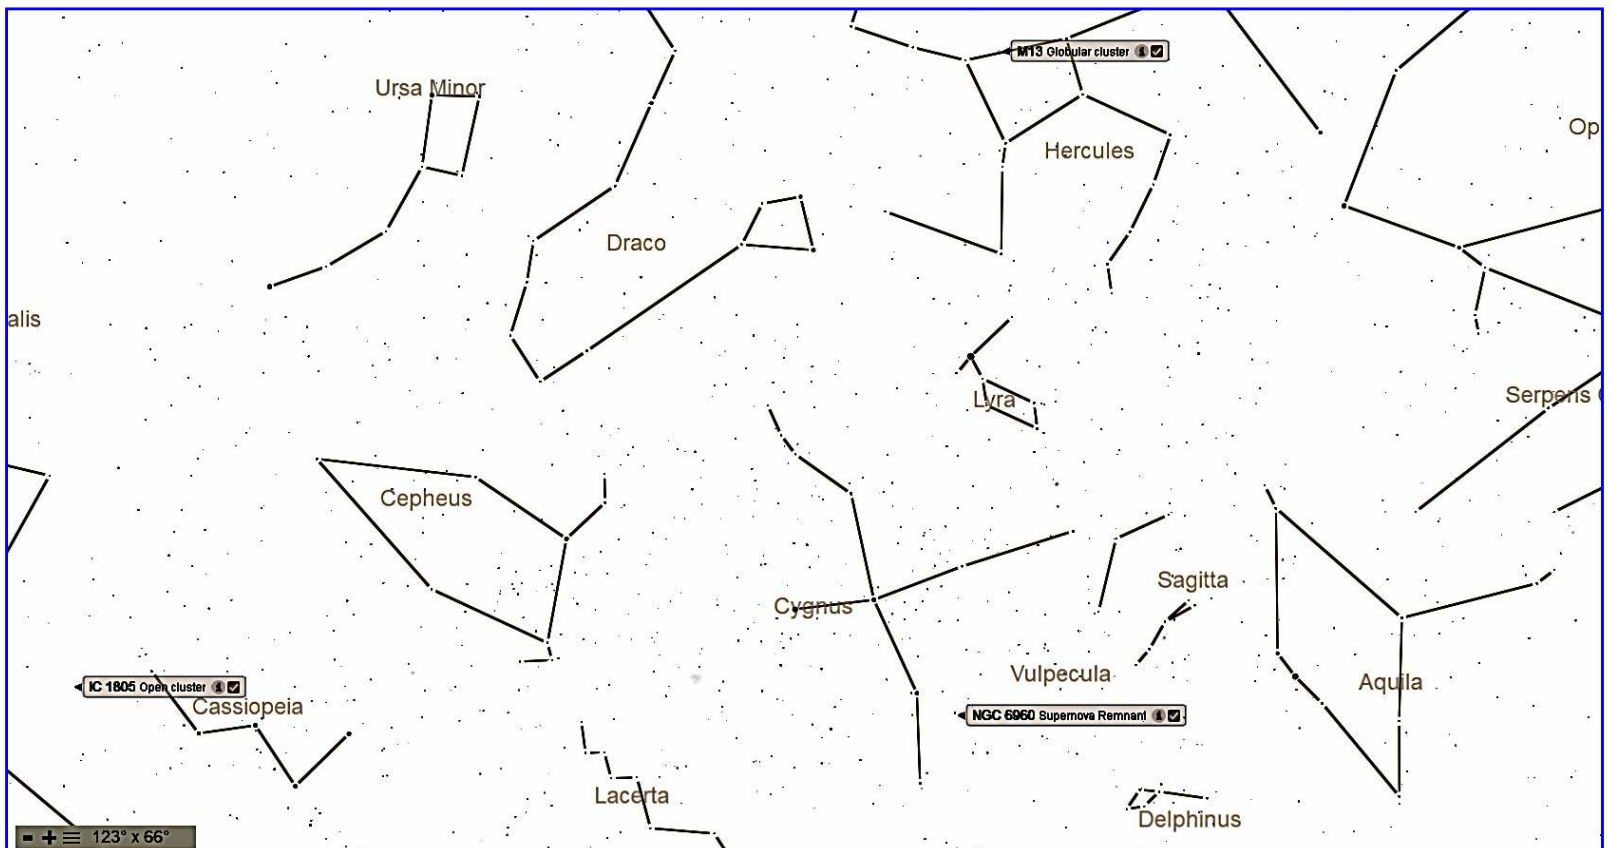 M13 Globular cluster
Ursa Minor
Op
Hercules
Draco
alis
Serpens
Lyra
Cepheus
Sagitta
Cygnus
Vulpecula
Aquila
IC 1805 Open cluster
Cassiopeia
NGC 6960 Supernova Remnant
Lacerta
Delphinus
- + ☰ 123° x 66°